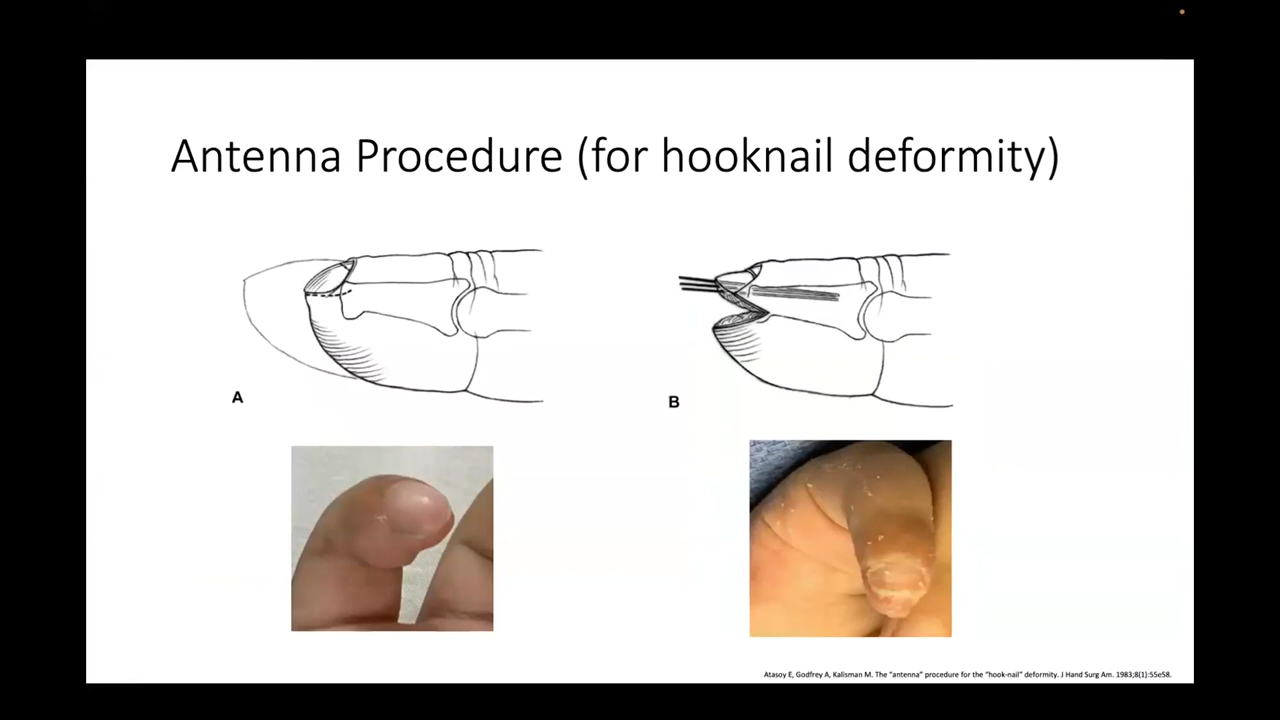 Antenna Procedure (for hooknail deformity)
A
B
Atasoy E, Godfrey A, Kalisman M. The "antenna" procedure for the "hook-nail" deformity. J Hand Surg Am. 1983;8(1):55e58.